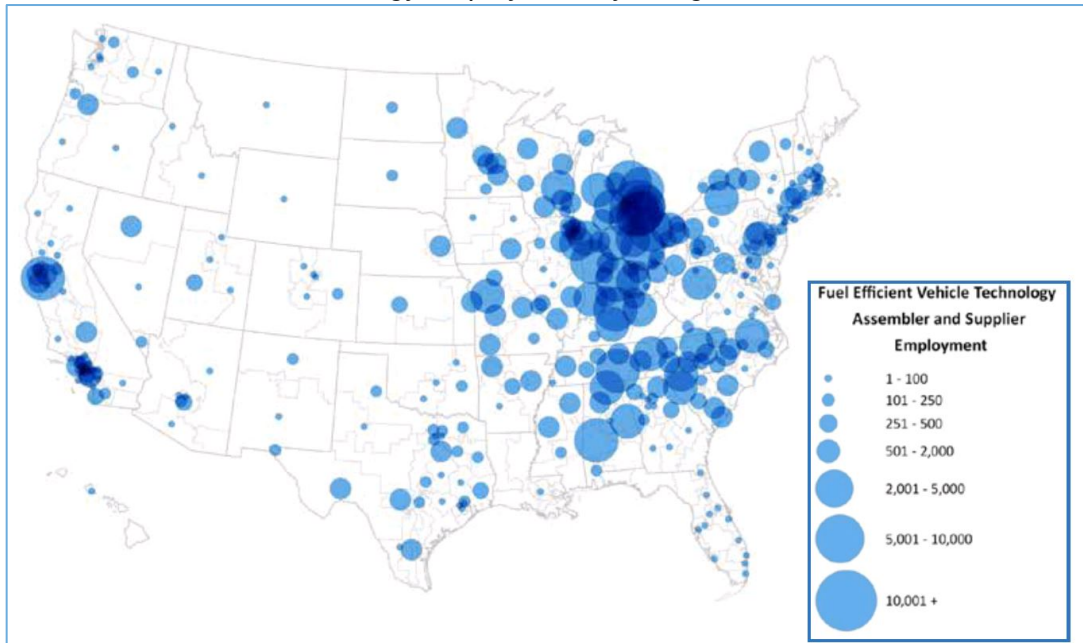 Fuel Efficient Vehicle Technology
Assembler and Supplier
Employment
1 - 100
101 - 250
251 - 500
501 - 2,000
2,001 - 5,000
5,001 - 10,000
10,001 +